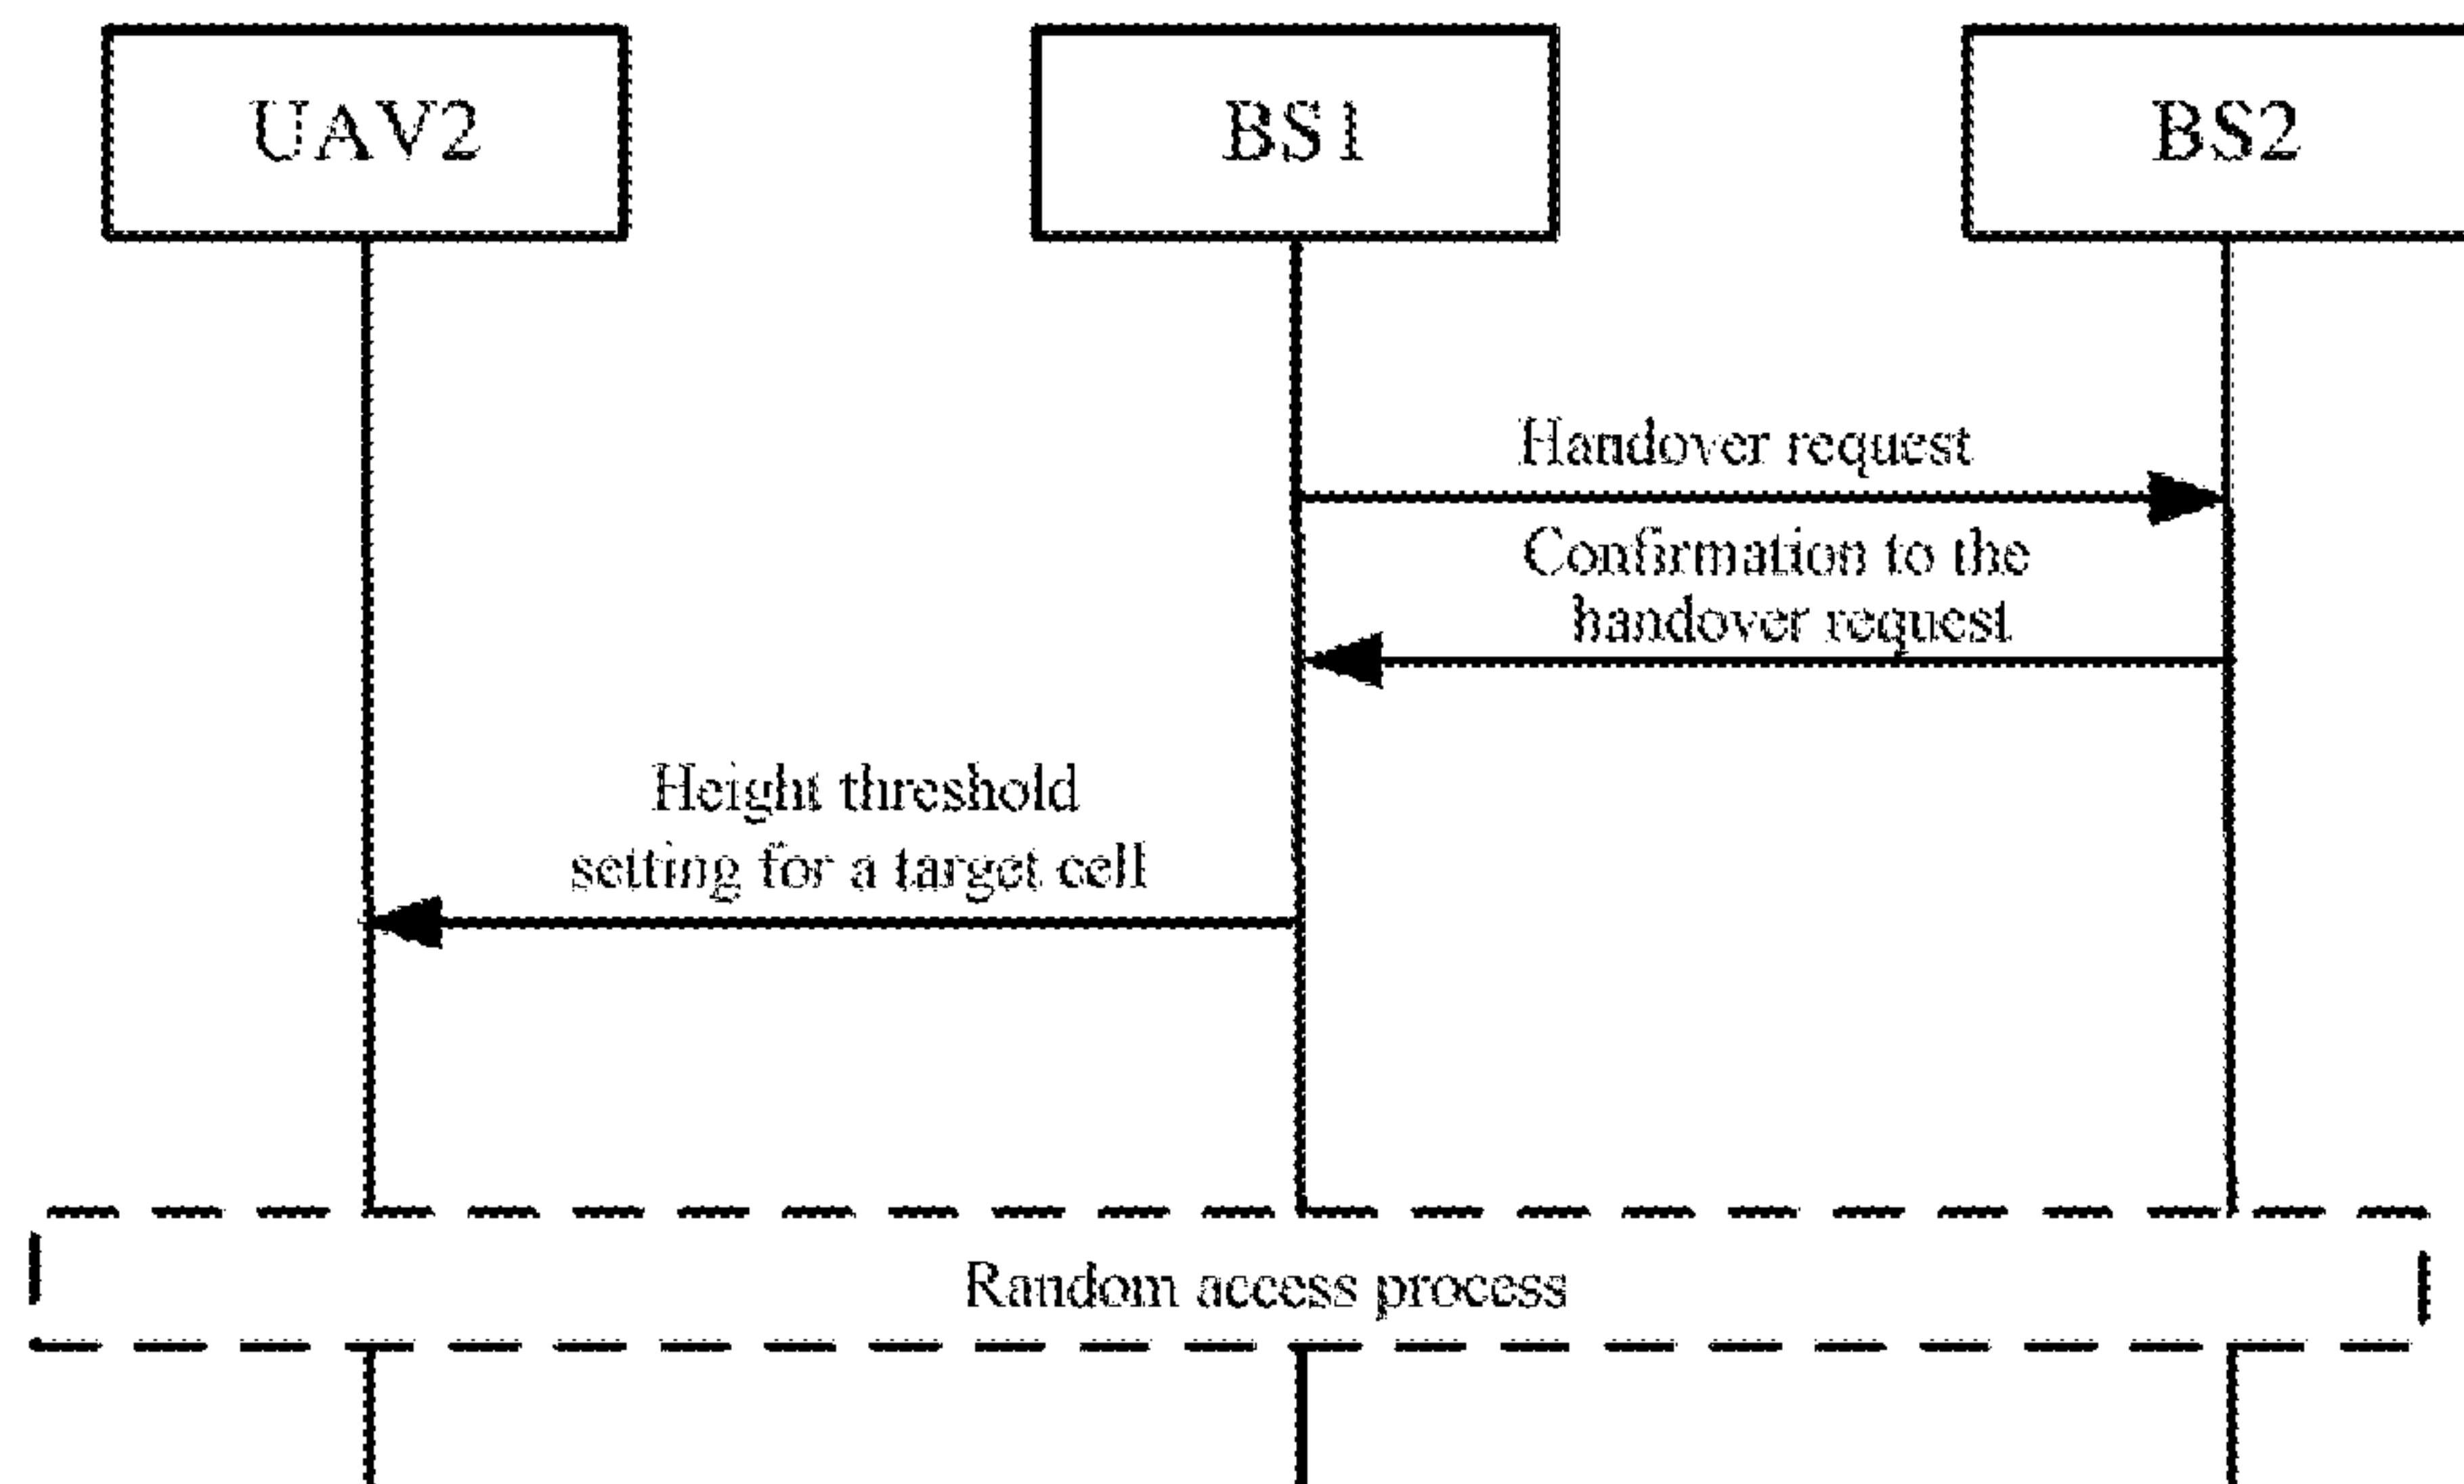 UAV2
BS1
BS2
Handover request
Confirmation to the
handover request
Height threshold
setting for a target cell
Random access process